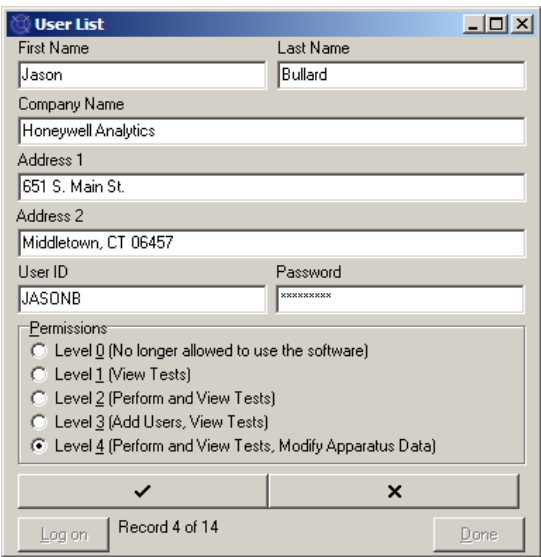 User List
First Name Last Name
Jason Bullard
Company Name
Honeywell Analytics
Address 1
651 S. Main St.
Address 2
Middletown, CT 06457
User ID Password
JASONB xxxxxxxxx
Permissions
Level 0 (No longer allowed to use the software)
Level 1 (View Tests)
Level 2 (Perform and View Tests)
Level 3 (Add Users, View Tests)
Level 4 (Perform and View Tests, Modify Apparatus Data)
Log on Record 4 of 14 Done